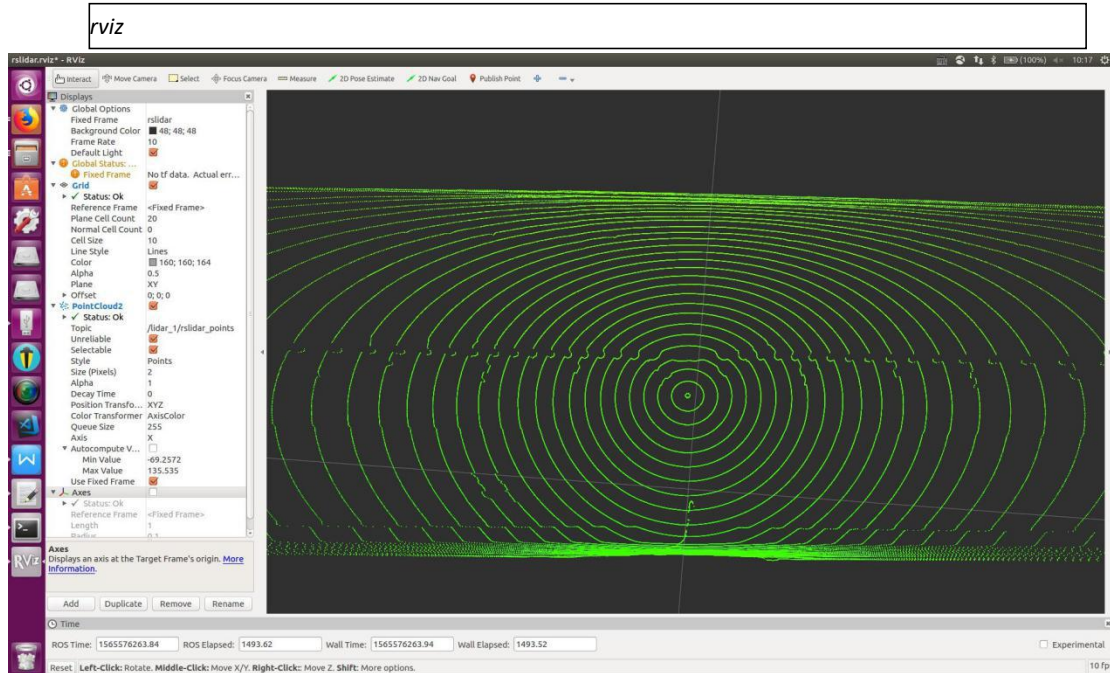 rviz
rslidar.rviz* - RViz
(100%) 10:17
Interact Move Camera Select Focus Camera Measure 2D Pose Estimate 2D Nav Goal Publish Point
Displays
Global Options
Fixed Frame rslidar
Background Color 48; 48; 48
Frame Rate 10
Default Light
Global Status: ...
Fixed Frame No tf data. Actual err...
Grid
Status: Ok
Reference Frame <Fixed Frame>
Plane Cell Count 20
Normal Cell Count 0
Cell Size 10
Line Style Lines
Color 160; 160; 164
Alpha 0.5
Plane XY
Offset 0; 0; 0
PointCloud2
Status: Ok
Topic /lidar_1/rslidar_points
Unreliable
Selectable
Style Points
Size (Pixels) 2
Alpha 1
Decay Time 0
Position Transfo... XYZ
Color Transformer AxisColor
Queue Size 255
Axis X
Autocompute V...
Min Value -69.2572
Max Value 135.535
Use Fixed Frame
Axes
Status: Ok
Reference Frame <Fixed Frame>
Length 1
Radius 0.1
Axes
Displays an axis at the Target Frame's origin. More
Information.
Add Duplicate Remove Rename
Time
ROS Time: 1565576263.84 ROS Elapsed: 1493.62 Wall Time: 1565576263.94 Wall Elapsed: 1493.52 Experimental
Reset Left-Click: Rotate. Middle-Click: Move X/Y. Right-Click:: Move Z. Shift: More options. 10 fp